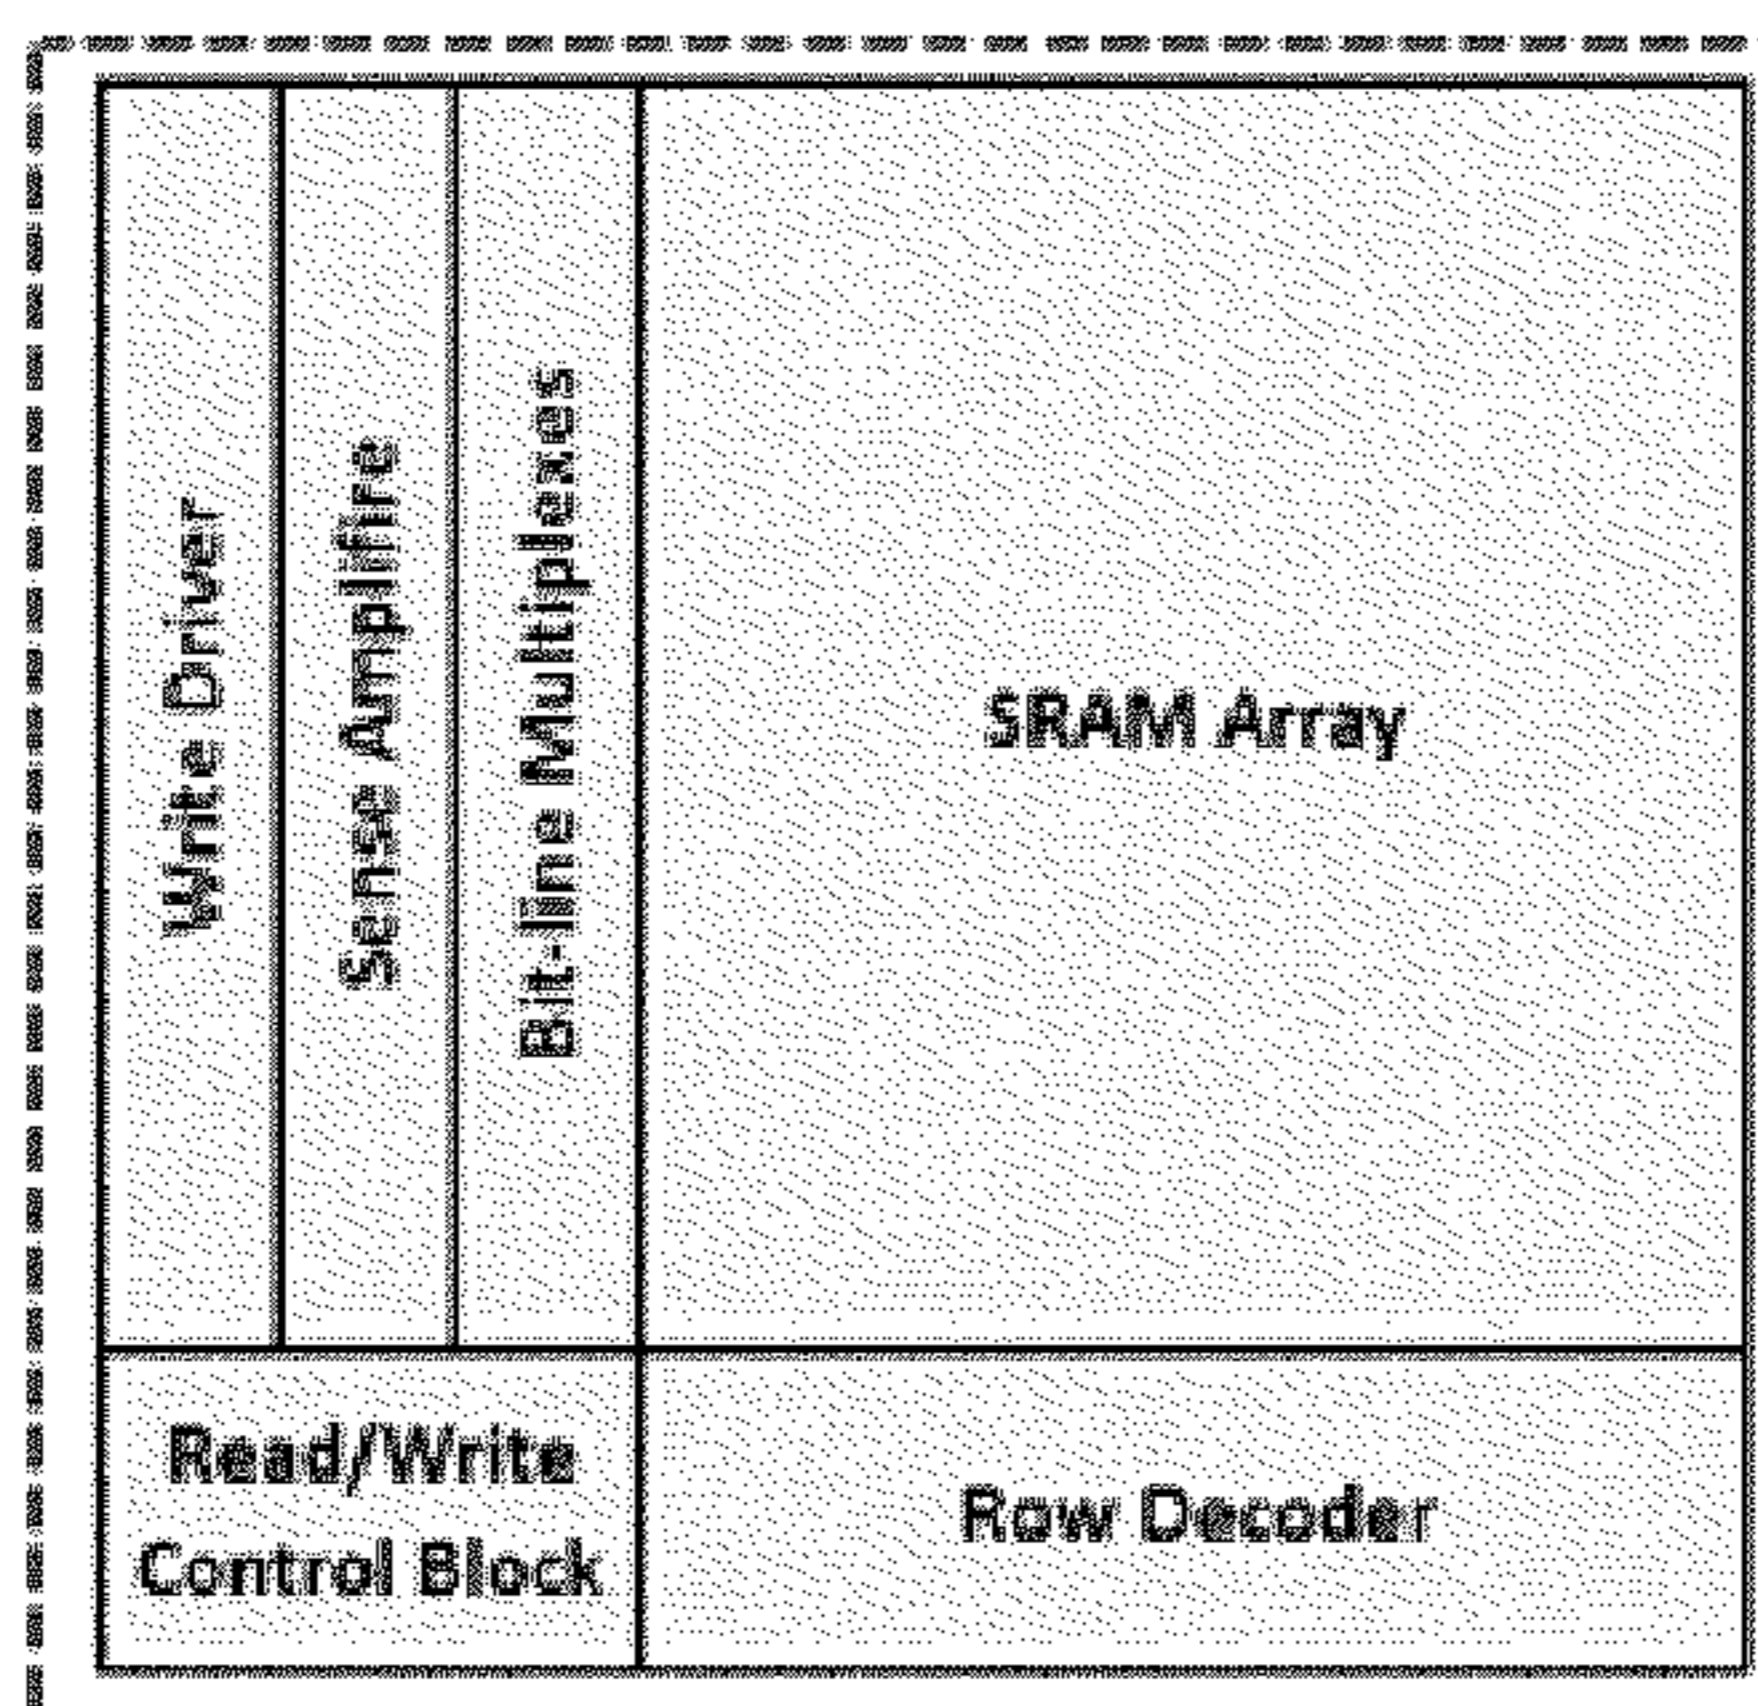 Write Driver
Sense Amplifire
Bit-line Multiplexes
SRAM Array
Read/Write
Control Block
Row Decoder